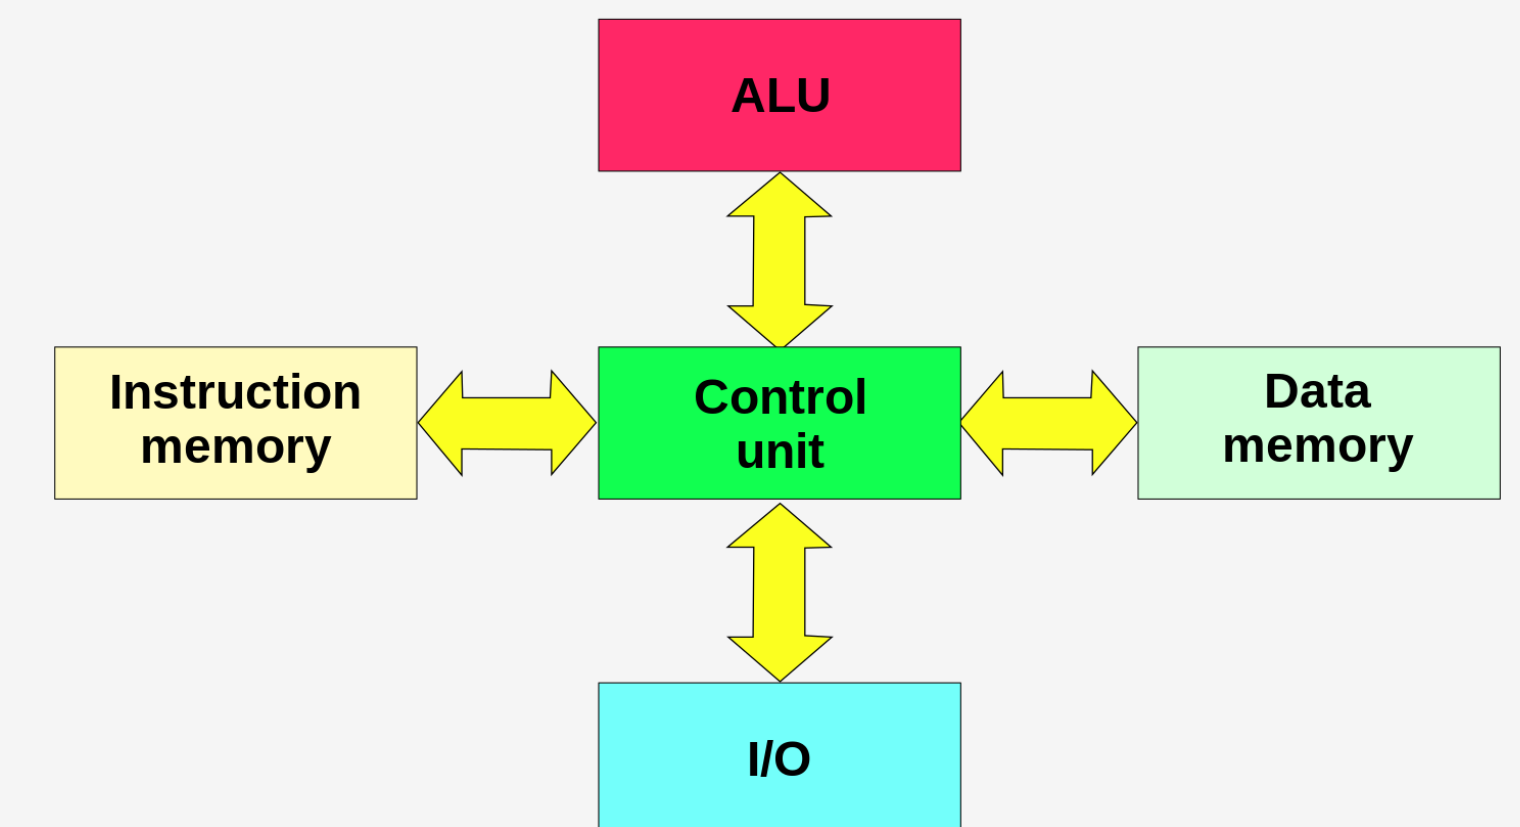 ALU
Instruction
memory
Control
unit
Data
memory
I/O